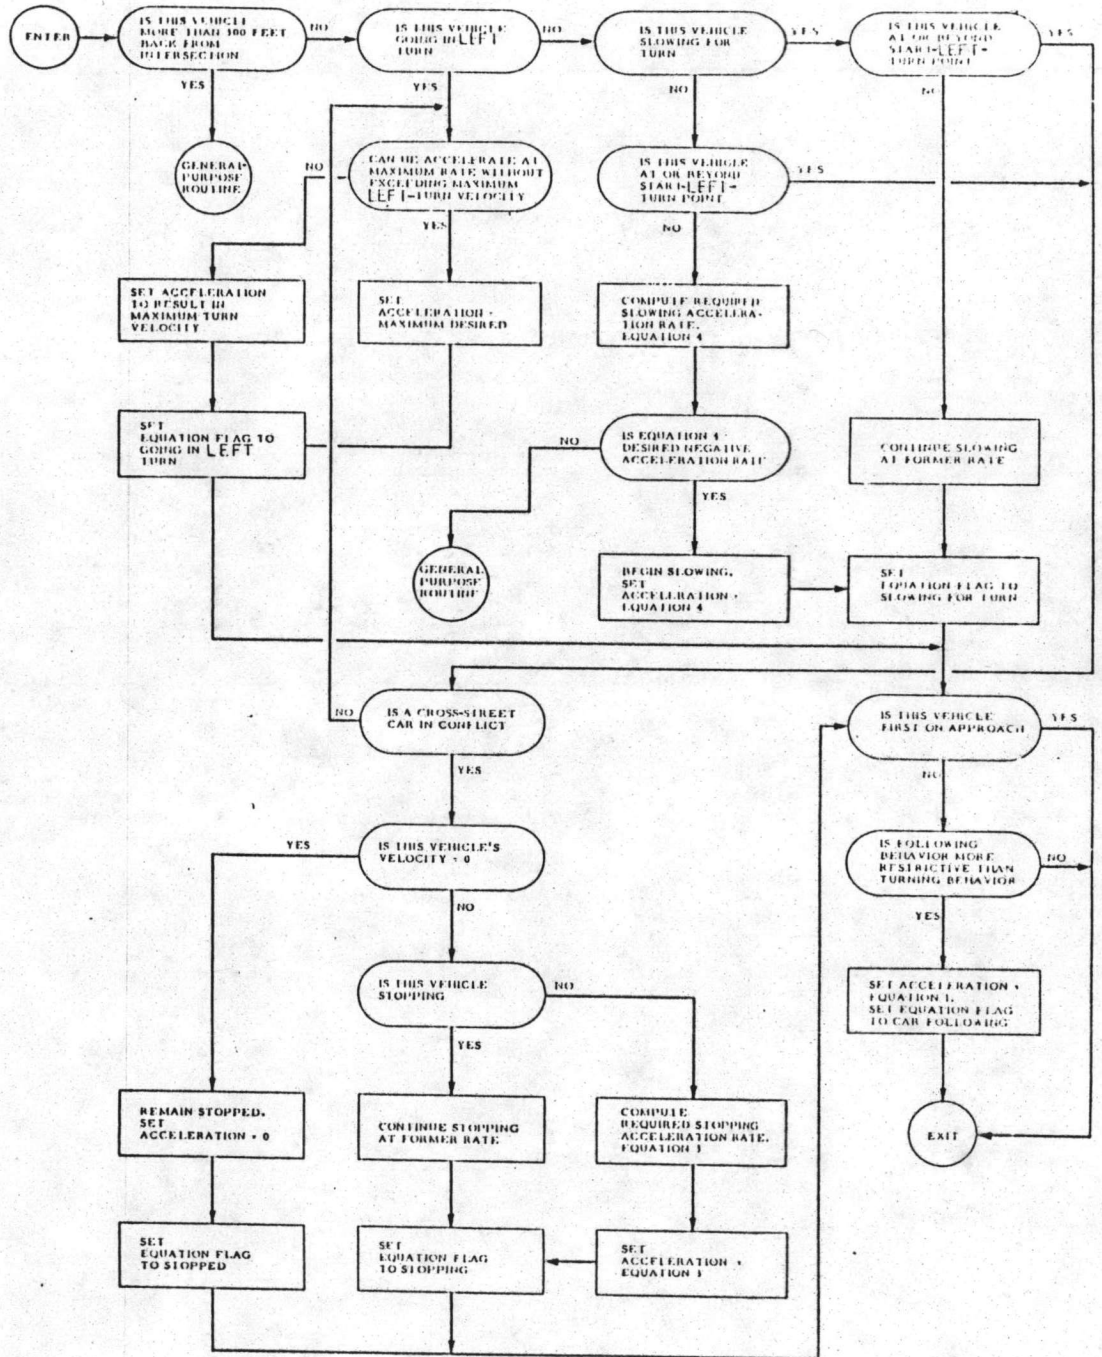 ENTER
IS THIS VEHICLE
MORE THAN 300 FEET
BACK FROM
INTERSECTION
NO
IS THIS VEHICLE
GOING IN LEFT
TURN
NO
IS THIS VEHICLE
SLOWING FOR
TURN
YES
IS THIS VEHICLE
AT OR BEYOND
START-LEFT-
TURN POINT
YES
YES
YES
NO
NO
GENERAL-
PURPOSE
ROUTINE
NO
CAN HE ACCELERATE AT
MAXIMUM RATE WITHOUT
EXCEEDING MAXIMUM
LEFT-TURN VELOCITY
IS THIS VEHICLE
AT OR BEYOND
START-LEFT-
TURN POINT
YES
YES
NO
SET ACCELERATION
TO RESULT IN
MAXIMUM TURN
VELOCITY
SET
ACCELERATION =
MAXIMUM DESIRED
COMPUTE REQUIRED
SLOWING ACCELERA-
TION RATE,
EQUATION 4
SET
EQUATION FLAG TO
GOING IN LEFT
TURN
NO
IS EQUATION 4
DESIRED NEGATIVE
ACCELERATION RATE
CONTINUE SLOWING
AT FORMER RATE
YES
GENERAL
PURPOSE
ROUTINE
BEGIN SLOWING,
SET
ACCELERATION =
EQUATION 4
SET
EQUATION FLAG TO
SLOWING FOR TURN
NO
IS A CROSS-STREET
CAR IN CONFLICT
IS THIS VEHICLE
FIRST ON APPROACH
YES
YES
NO
YES
IS THIS VEHICLE'S
VELOCITY = 0
IS FOLLOWING
BEHAVIOR MORE
RESTRICTIVE THAN
TURNING BEHAVIOR
NO
NO
YES
IS THIS VEHICLE
STOPPING
NO
SET ACCELERATION =
EQUATION 1,
SET EQUATION FLAG
TO CAR FOLLOWING
YES
REMAIN STOPPED,
SET
ACCELERATION = 0
CONTINUE STOPPING
AT FORMER RATE
COMPUTE
REQUIRED STOPPING
ACCELERATION RATE,
EQUATION 3
EXIT
SET
EQUATION FLAG
TO STOPPED
SET
EQUATION FLAG
TO STOPPING
SET
ACCELERATION =
EQUATION 3